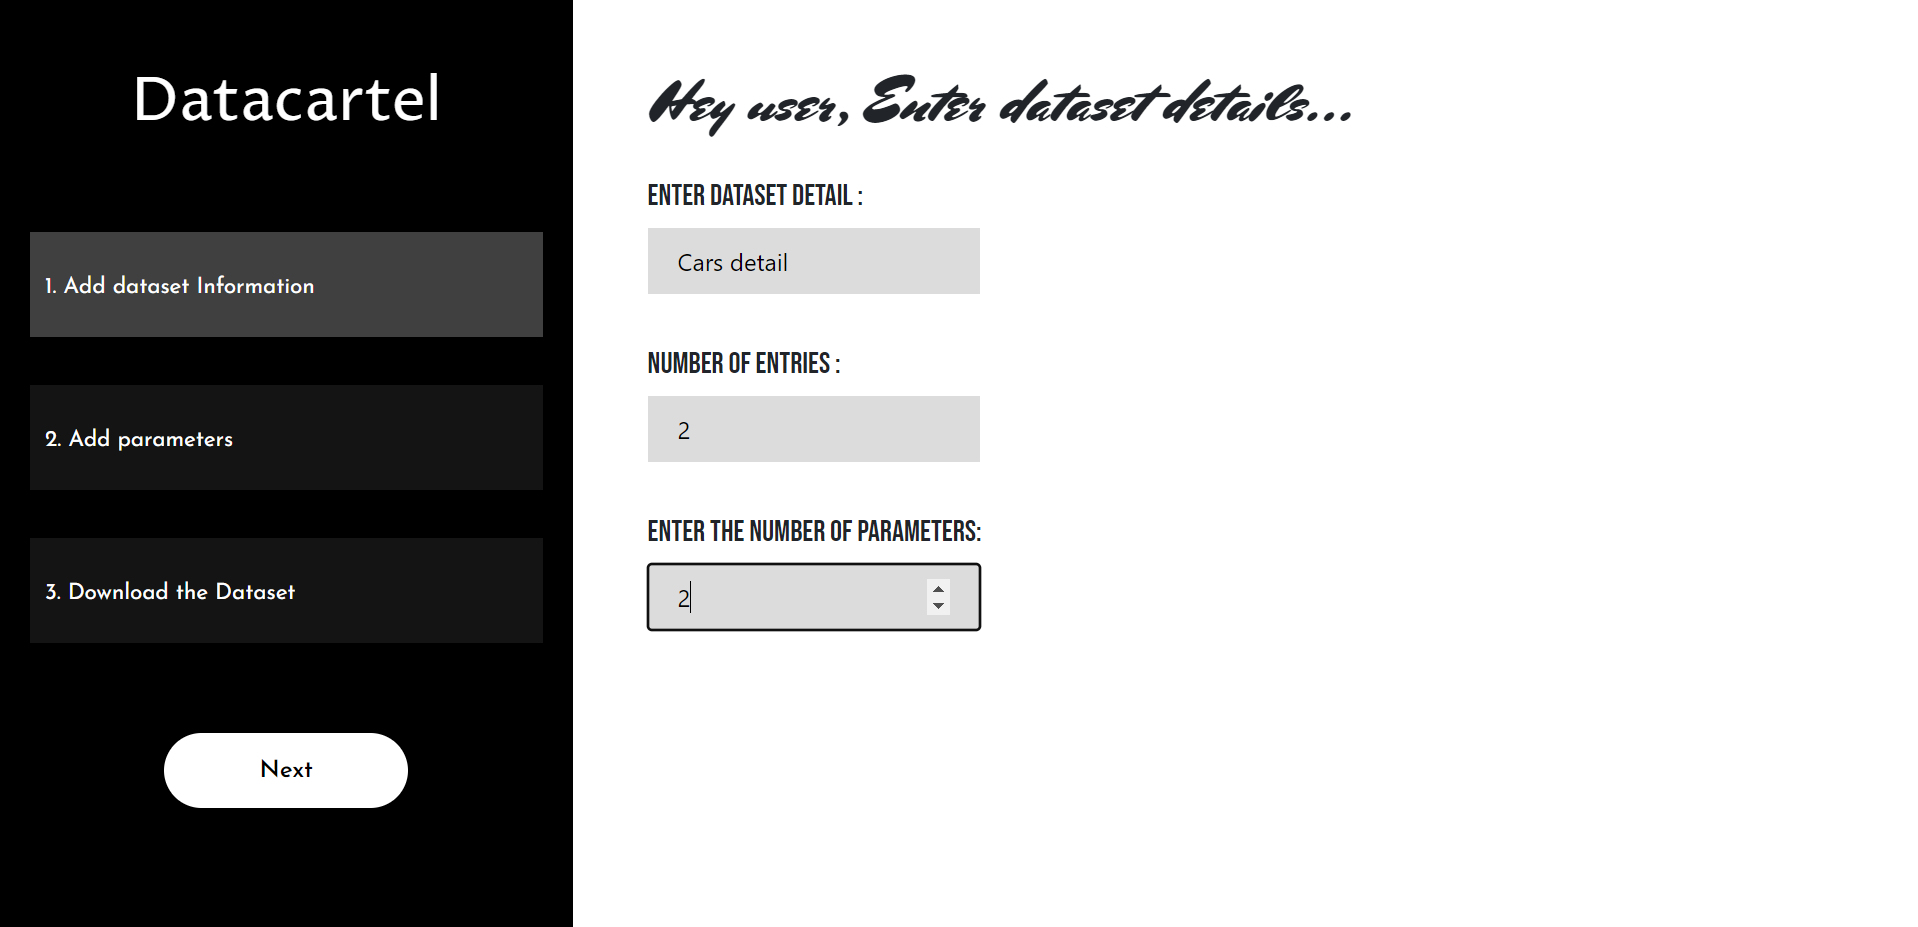 Datacartel
1. Add dataset Information
2. Add parameters
3. Download the Dataset
Next
Hey user, Enter dataset details...
ENTER DATASET DETAIL :
Cars detail
NUMBER OF ENTRIES :
2
ENTER THE NUMBER OF PARAMETERS:
2